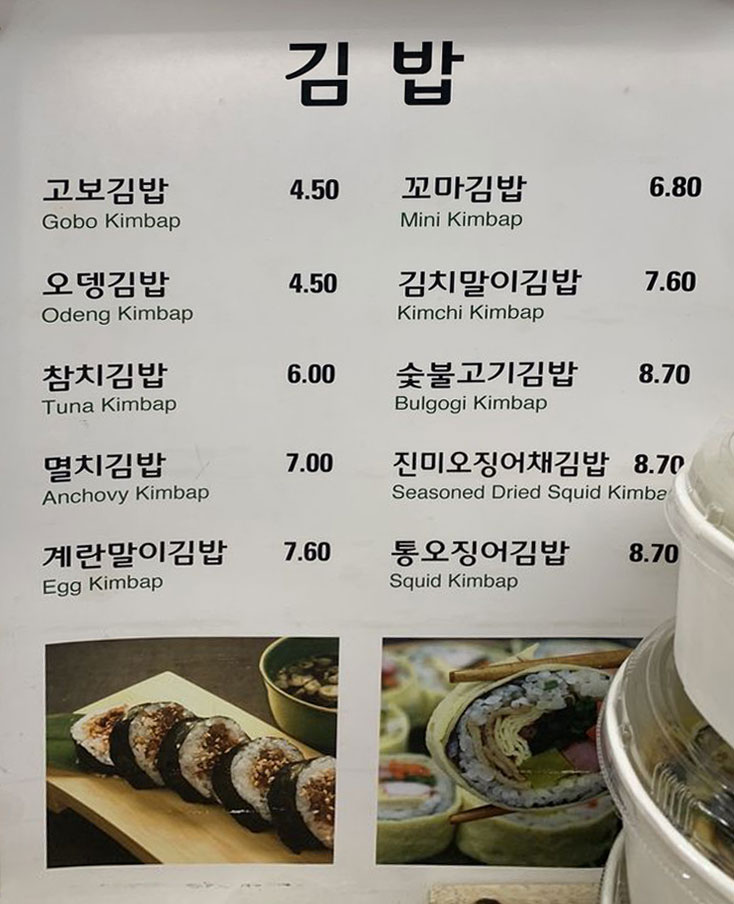 김 밥
고보김밥 4.50
Gobo Kimbap
오뎅김밥 4.50
Odeng Kimbap
참치김밥 6.00
Tuna Kimbap
멸치김밥 7.00
Anchovy Kimbap
계란말이김밥 7.60
Egg Kimbap
꼬마김밥 6.80
Mini Kimbap
김치말이김밥 7.60
Kimchi Kimbap
숯불고기김밥 8.70
Bulgogi Kimbap
진미오징어채김밥 8.70
Seasoned Dried Squid Kimba
통오징어김밥 8.70
Squid Kimbap